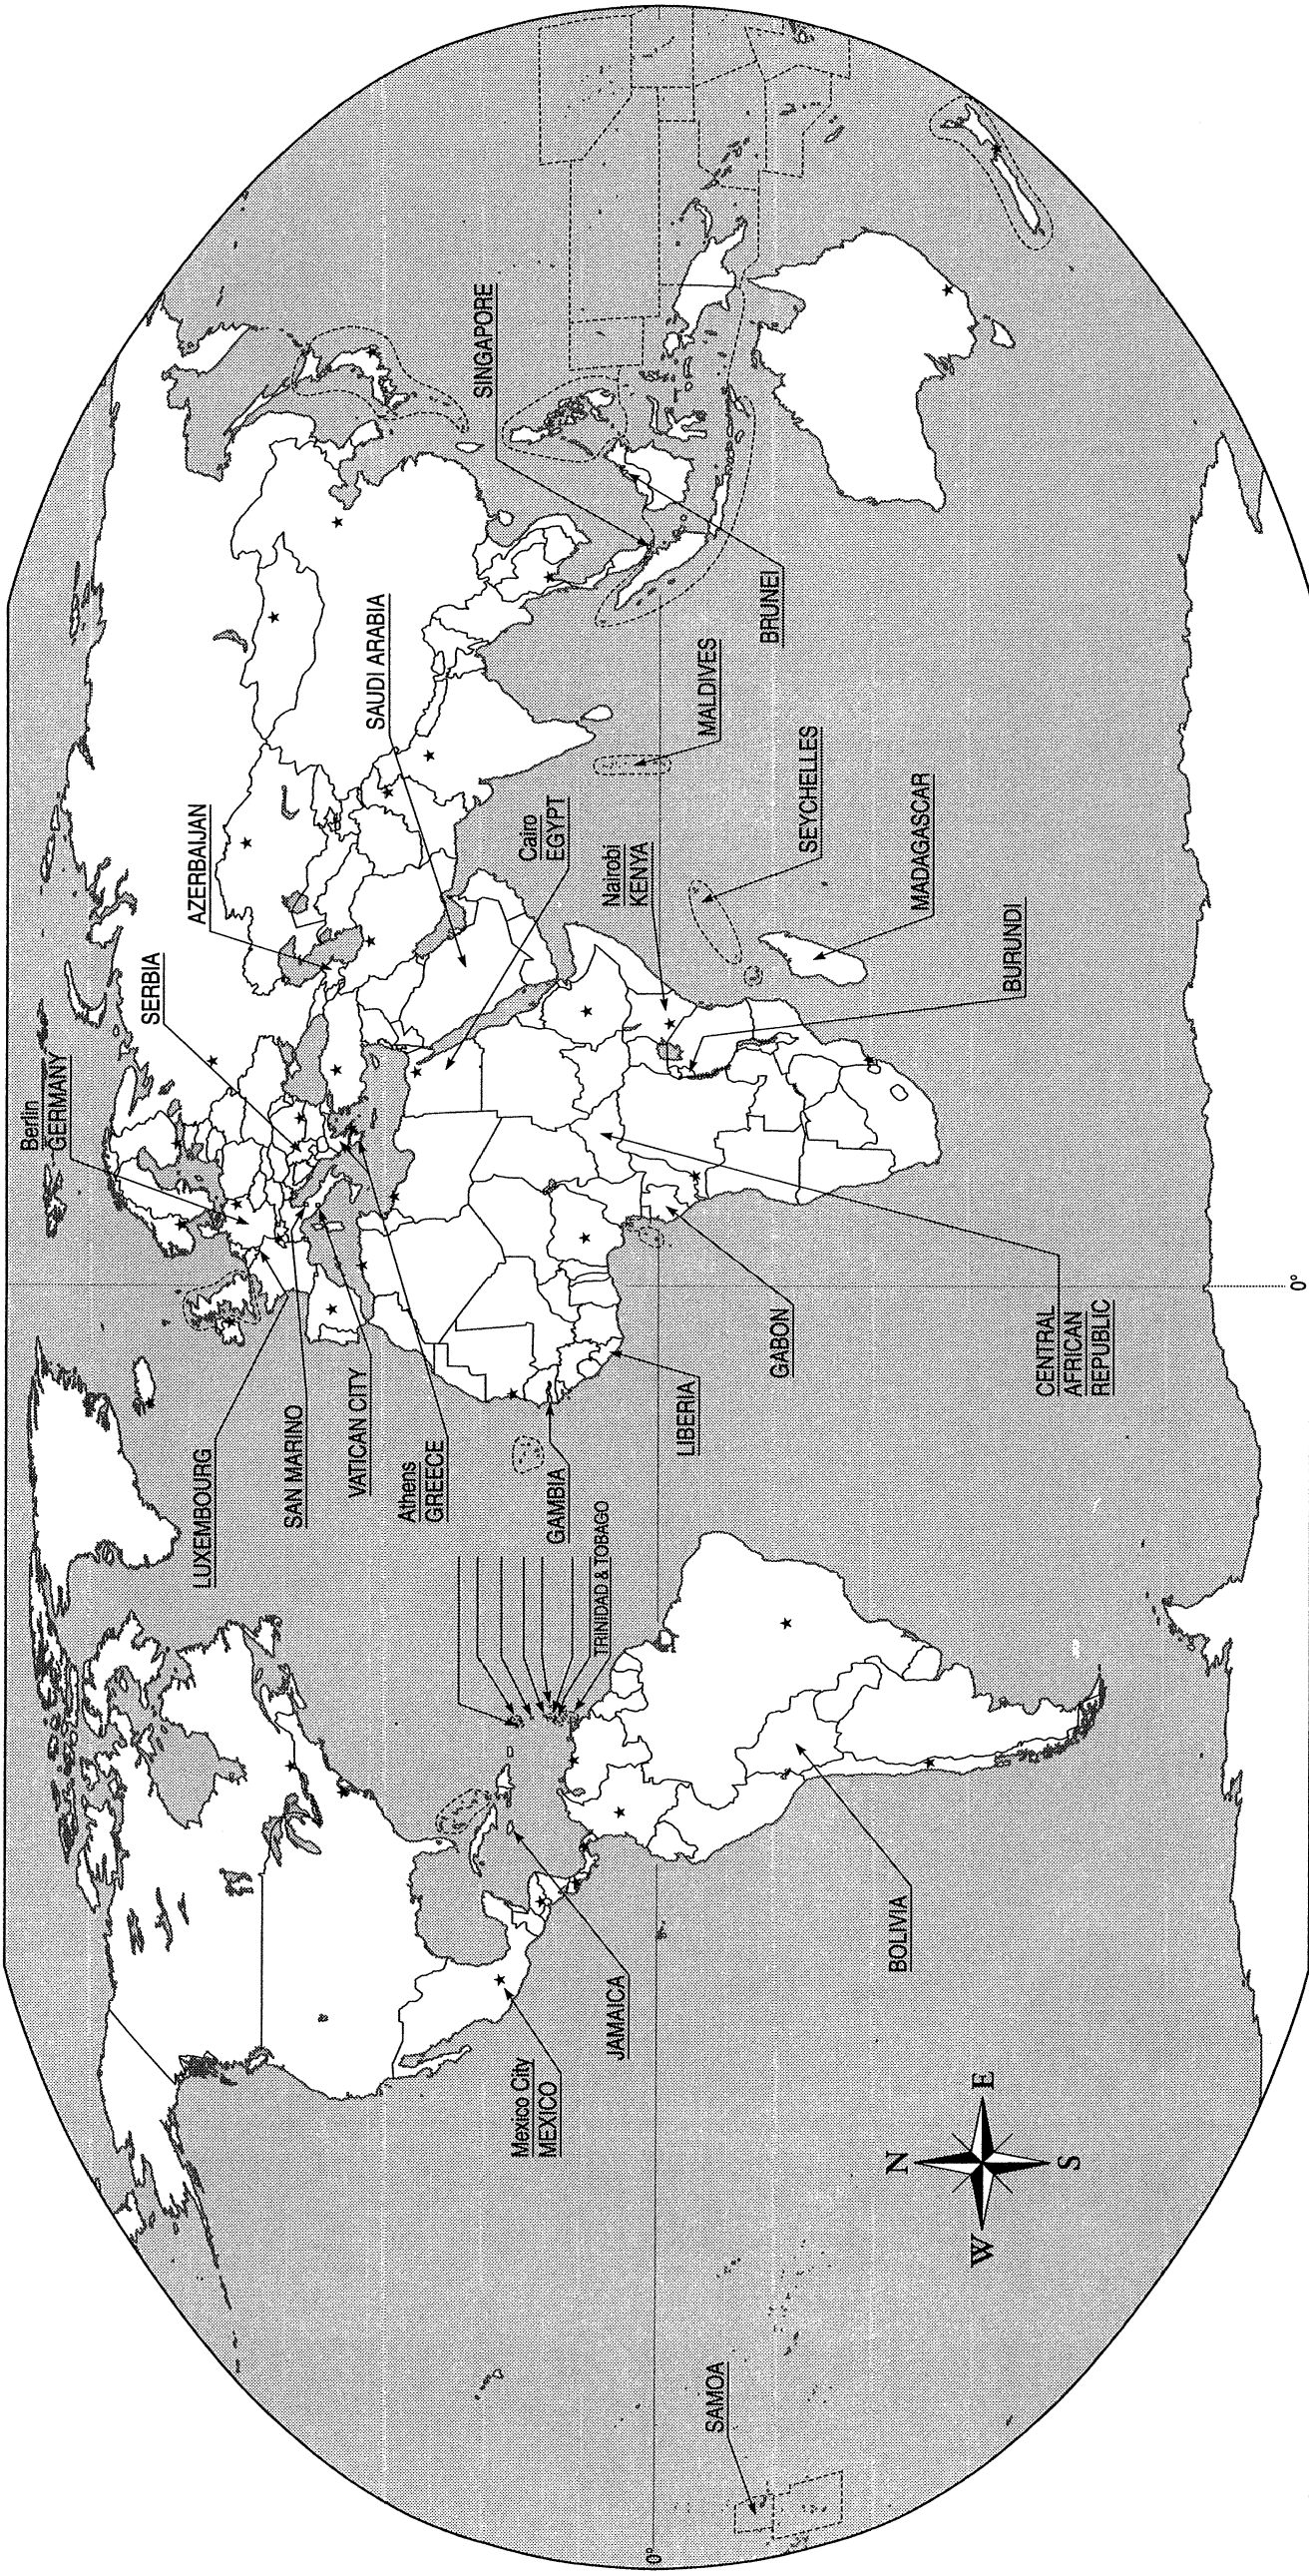 Berlin
GERMANY
SERBIA
AZERBAIJAN
SAUDI ARABIA
SINGAPORE
LUXEMBOURG
SAN MARINO
VATICAN CITY
Athens
GREECE
Cairo
EGYPT
Nairobi
KENYA
MALDIVES
BRUNEI
SEYCHELLES
MADAGASCAR
BURUNDI
GAMBIA
TRINIDAD & TOBAGO
LIBERIA
GABON
CENTRAL
AFRICAN
REPUBLIC
Mexico City
MEXICO
JAMAICA
BOLIVIA
SAMOA
0°
0°
N
W
E
S